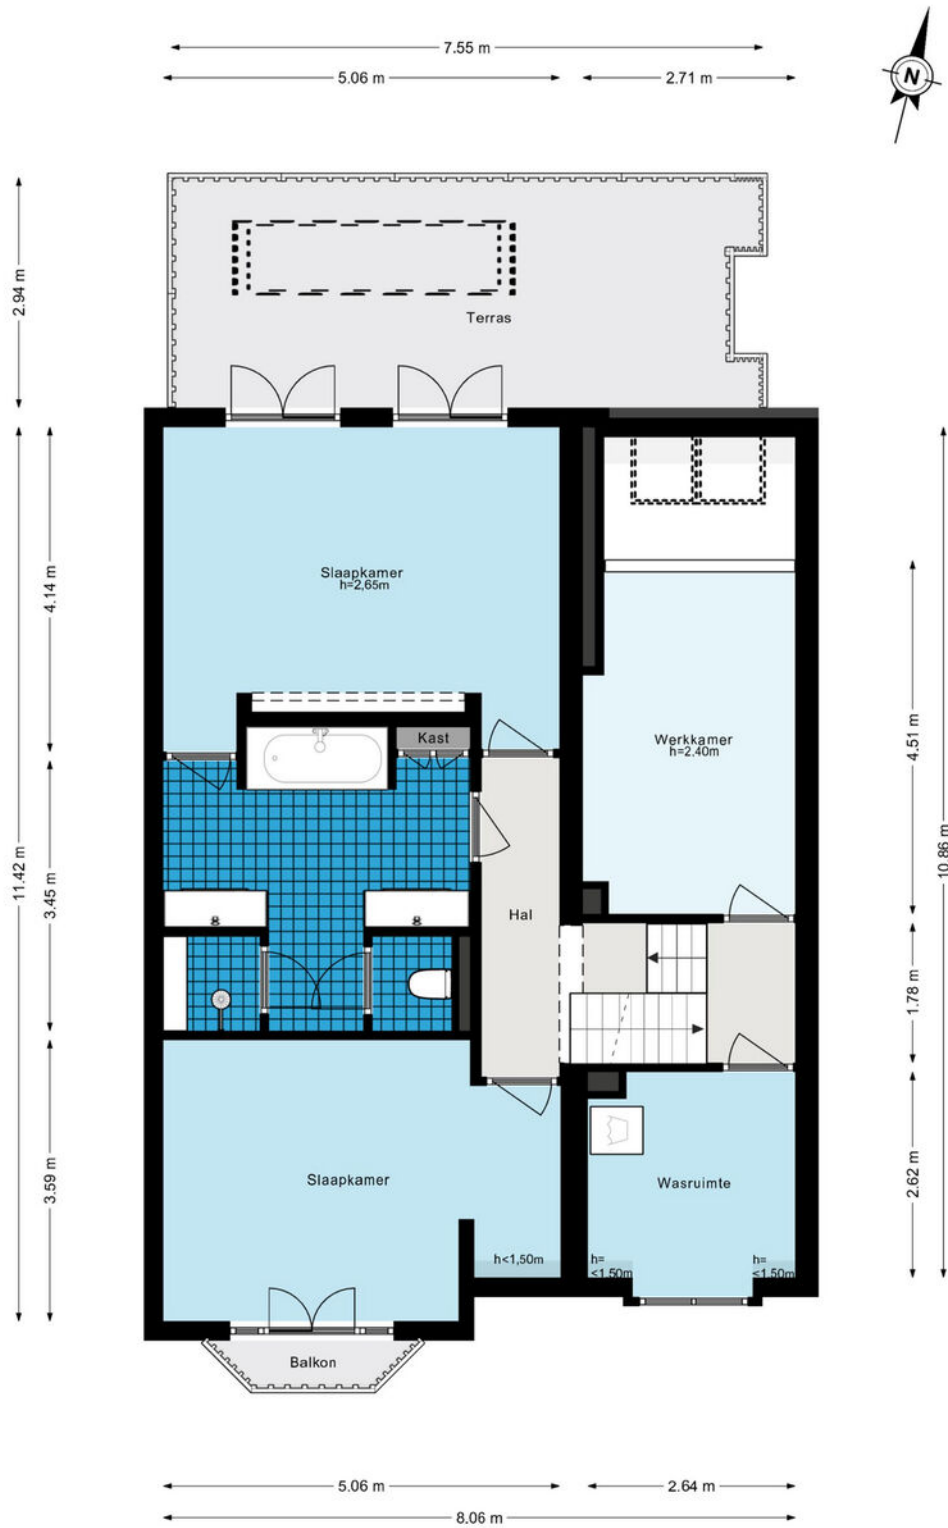 7.55 m
5.06 m
2.71 m
N
2.94 m
Terras
Slaapkamer
h=2,65m
4.14 m
4.51 m
Kast
Werkkamer
h=2.40m
11.42 m
3.45 m
10.86 m
Hal
1.78 m
Slaapkamer
3.59 m
Wasruimte
2.62 m
h<1,50m
h=
<1.50m
h=
<1.50m
Balkon
5.06 m
2.64 m
8.06 m